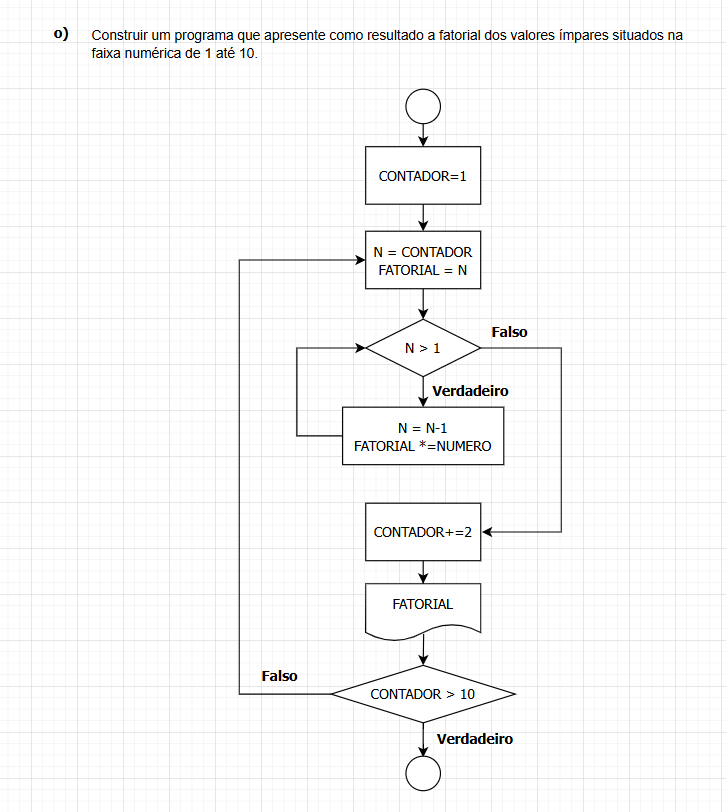 o) Construir um programa que apresente como resultado a fatorial dos valores ímpares situados na
faixa numérica de 1 até 10.
CONTADOR=1
N = CONTADOR
FATORIAL = N
N > 1
Falso
Verdadeiro
N = N-1
FATORIAL *=NUMERO
CONTADOR+=2
FATORIAL
Falso
CONTADOR > 10
Verdadeiro